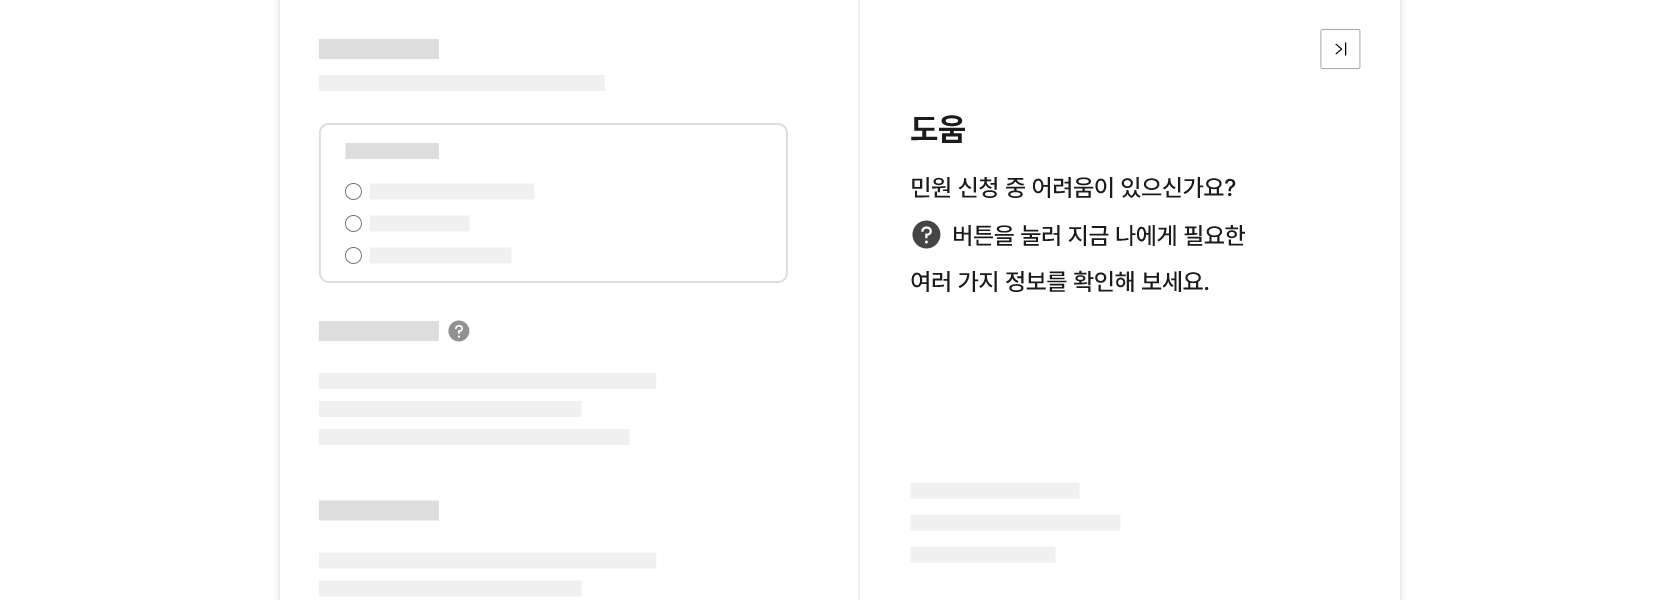 도움
민원 신청 중 어려움이 있으신가요?
? 버튼을 눌러 지금 나에게 필요한
여러 가지 정보를 확인해 보세요.
?